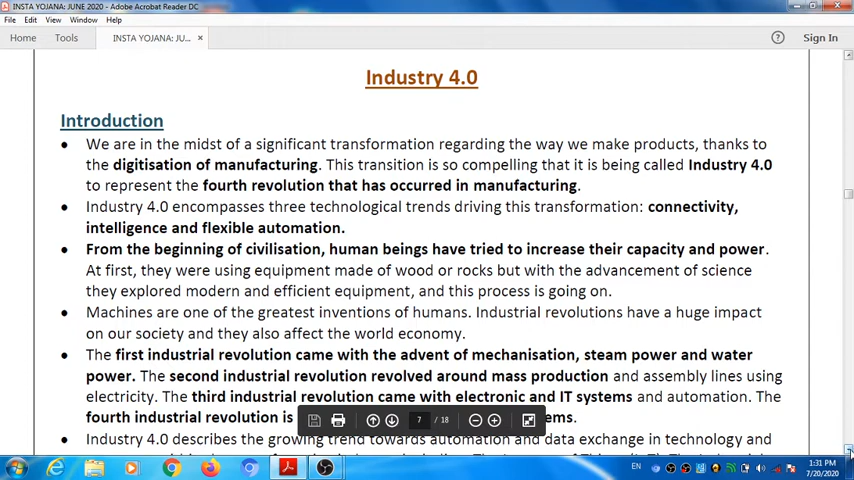 INSTA YOJANA: JUNE 2020 - Adobe Acrobat Reader DC
File Edit View Window Help
Home Tools INSTA YOJANA: JU... × Sign In
Industry 4.0
Introduction
• We are in the midst of a significant transformation regarding the way we make products, thanks to
the digitisation of manufacturing. This transition is so compelling that it is being called Industry 4.0
to represent the fourth revolution that has occurred in manufacturing.
• Industry 4.0 encompasses three technological trends driving this transformation: connectivity,
intelligence and flexible automation.
• From the beginning of civilisation, human beings have tried to increase their capacity and power.
At first, they were using equipment made of wood or rocks but with the advancement of science
they explored modern and efficient equipment, and this process is going on.
• Machines are one of the greatest inventions of humans. Industrial revolutions have a huge impact
on our society and they also affect the world economy.
• The first industrial revolution came with the advent of mechanisation, steam power and water
power. The second industrial revolution revolved around mass production and assembly lines using
electricity. The third industrial revolution came with electronic and IT systems and automation. The
fourth industrial revolution is
7 / 18
• Industry 4.0 describes the growing trend towards automation and data exchange in technology and
EN 1:31 PM
7/20/2020